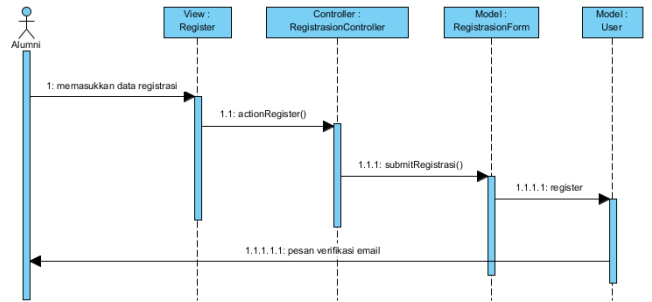 View :
Register
Controller :
RegistrasionController
Model :
RegistrasionForm
Model :
User
Alumni
1: memasukkan data registrasi
1.1: actionRegister()
1.1.1: submitRegistrasi()
1.1.1.1: register
1.1.1.1.1: pesan verifikasi email